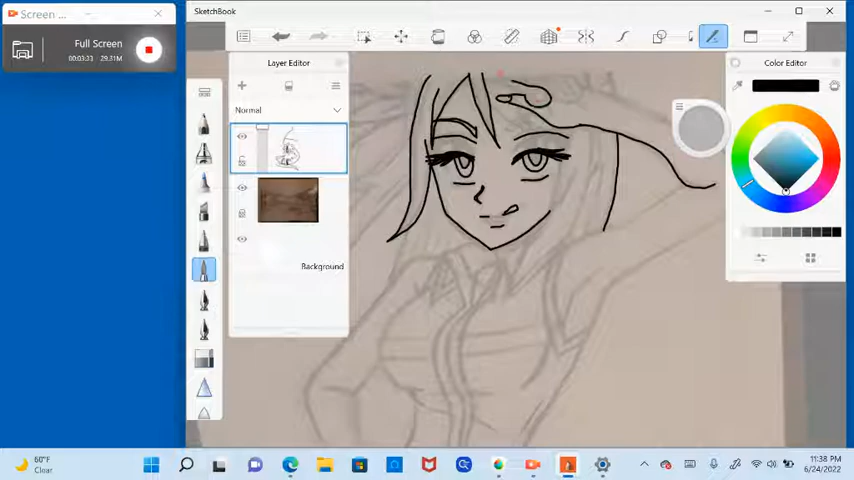 Screen ...
SketchBook
Full Screen
00:03:33 / 29.31M
Layer Editor
Color Editor
Normal
Background
60°F
Clear
11:38 PM
6/24/2022